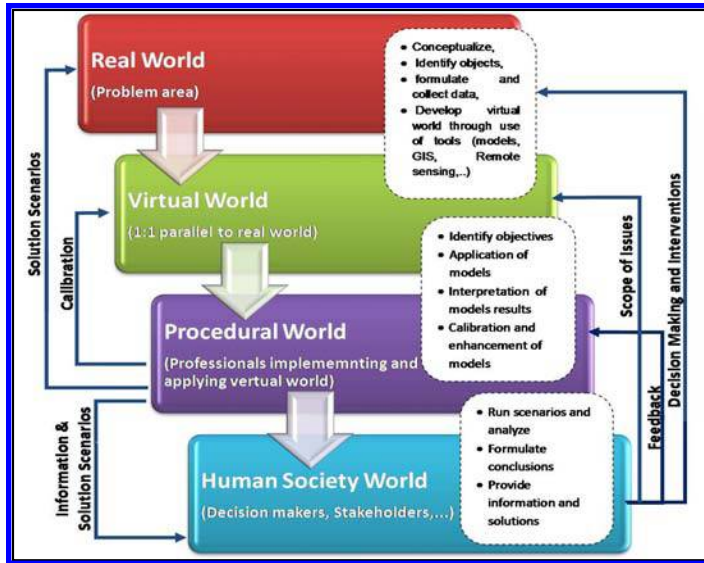 Real World
(Problem area)
• Conceptualize,
• Identify objects,
• formulate and
collect data,
• Develop virtual
world through use
of tools (models,
GIS, Remote
sensing,..)
Virtual World
(1:1 parallel to real world)
• Identify objectives
• Application of
models
• Interpretation of
models results
• Calibration and
enhancement of
models
Procedural World
(Professionals implememnting and
applying vertual world)
• Run scenarios and
analyze
• Formulate
conclusions
• Provide
information and
solutions
Human Society World
(Decision makers, Stakeholders,...)
Solution Scenarios
Calibration
Information &
Solution Scenarios
Scope of Issues
Feedback
Decision Making and Interventions